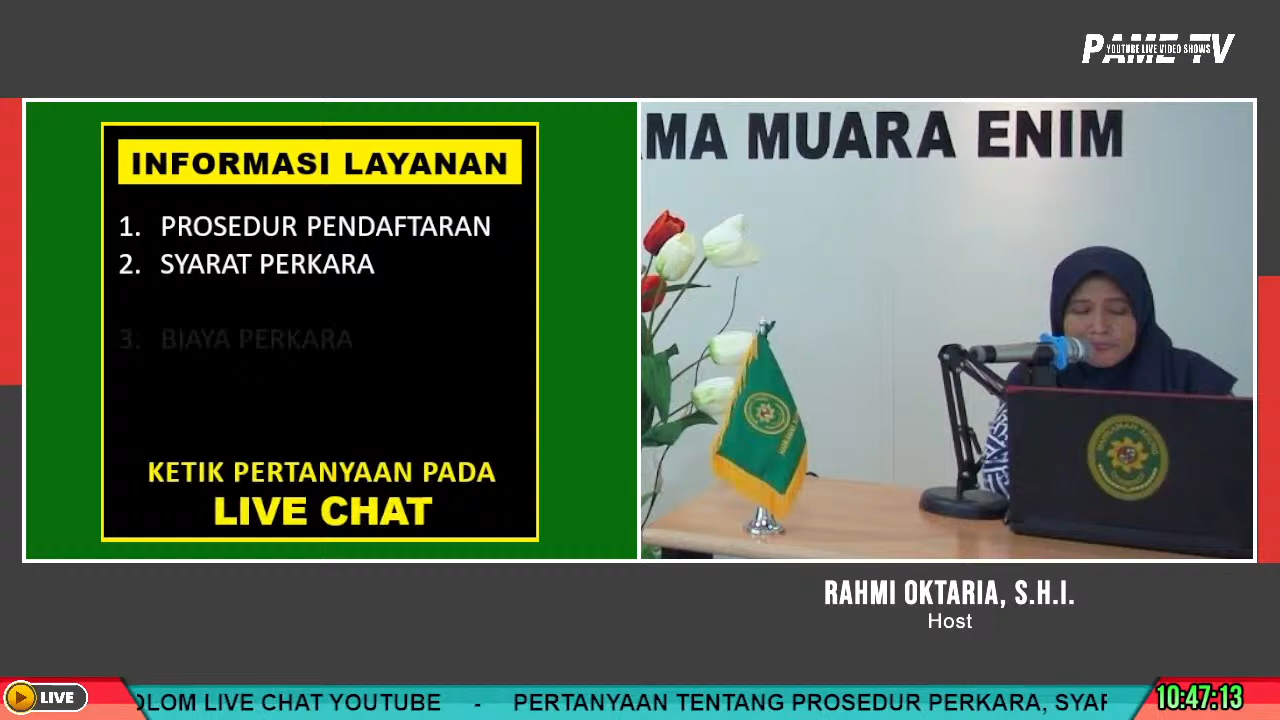 PAME TV
YOUTUBE LIVE VIDEO SHOWS
INFORMASI LAYANAN
1. PROSEDUR PENDAFTARAN
2. SYARAT PERKARA
3. BIAYA PERKARA
KETIK PERTANYAAN PADA
LIVE CHAT
AMA MUARA ENIM
RAHMI OKTARIA, S.H.I.
Host
LIVE
OLOM LIVE CHAT YOUTUBE - PERTANYAAN TENTANG PROSEDUR PERKARA, SYAR
10:47:13